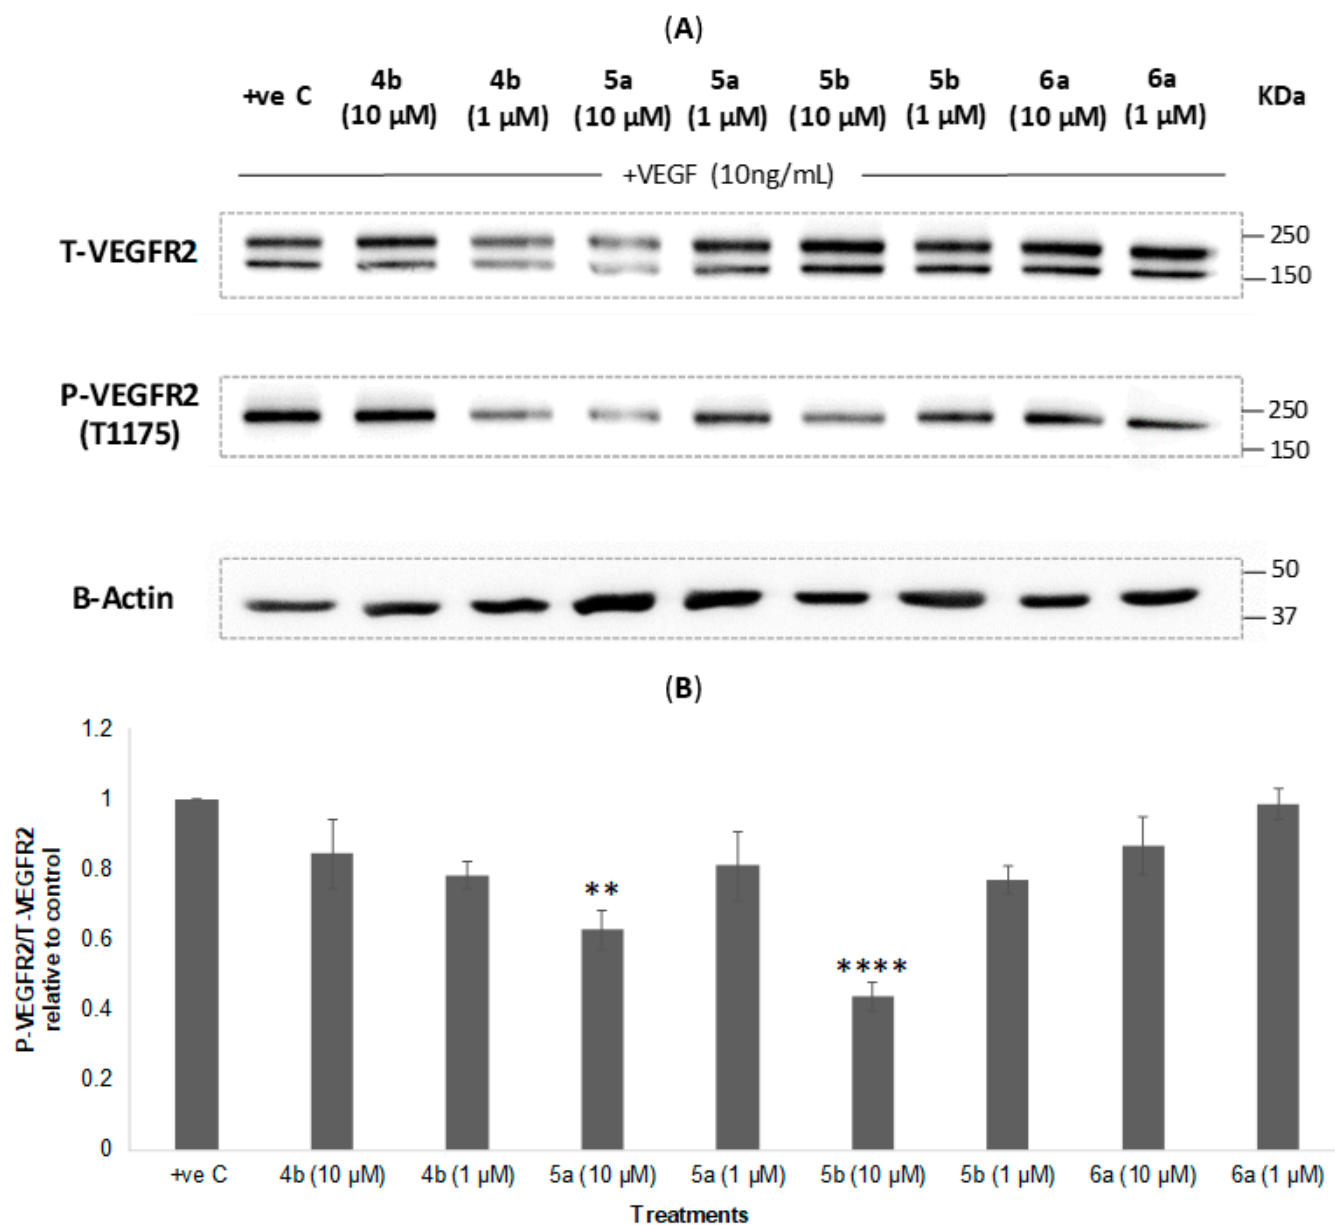 (A)
+ve C 4b (10 µM) 4b (1 µM) 5a (10 µM) 5a (1 µM) 5b (10 µM) 5b (1 µM) 6a (10 µM) 6a (1 µM) KDa
+VEGF (10ng/mL)
T-VEGFR2
250
150
P-VEGFR2
(T1175)
250
150
B-Actin
50
37
(B)
P-VEGFR2/T-VEGFR2
relative to control
1.2
1
0.8
0.6
0.4
0.2
0
**
****
+ve C 4b (10 µM) 4b (1 µM) 5a (10 µM) 5a (1 µM) 5b (10 µM) 5b (1 µM) 6a (10 µM) 6a (1 µM)
Treatments